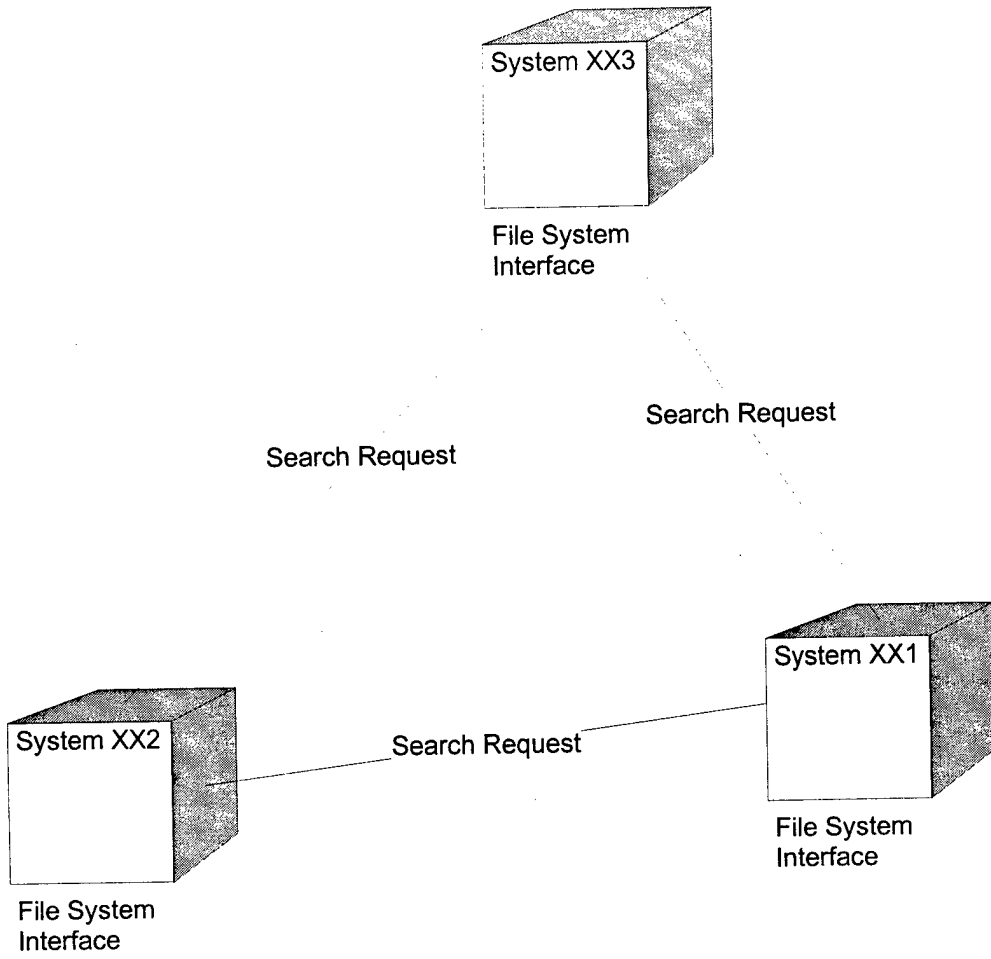 System XX3
File System
Interface
Search Request
Search Request
System XX1
System XX2
Search Request
File System
Interface
File System
Interface